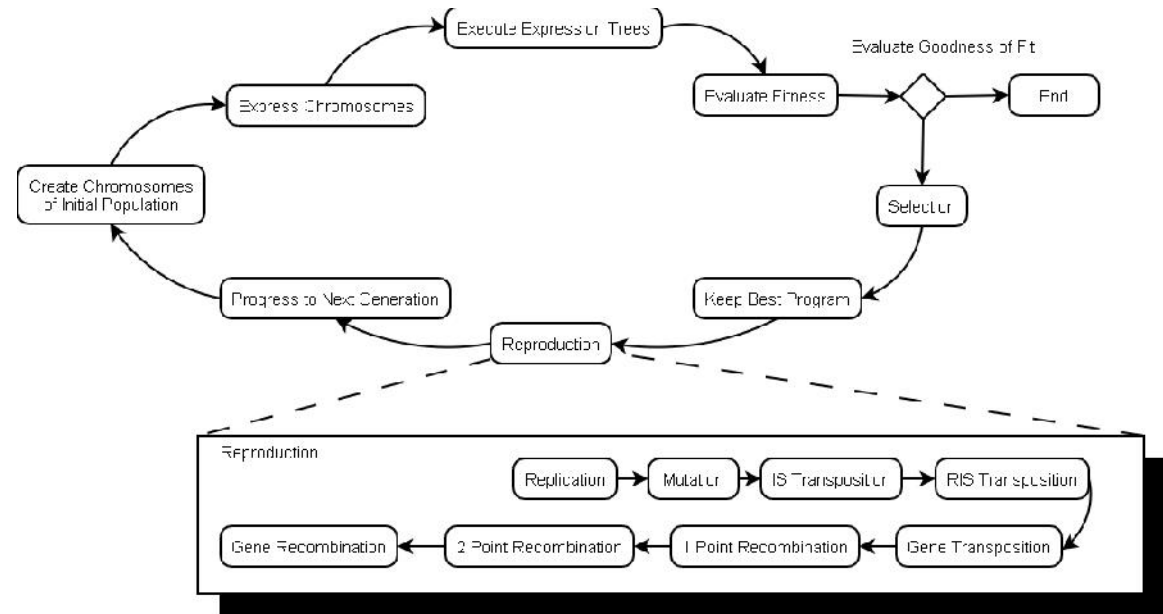 Execute Expression Trees
Evaluate Goodness of Fit
Express Chromosomes
Evaluate Fitness
End
Create Chromosomes
of Initial Population
Selection
Progress to Next Generation
Keep Best Program
Reproduction
Reproduction
Replication
Mutation
IS Transposition
RIS Transposition
Gene Recombination
2 Point Recombination
1 Point Recombination
Gene Transposition